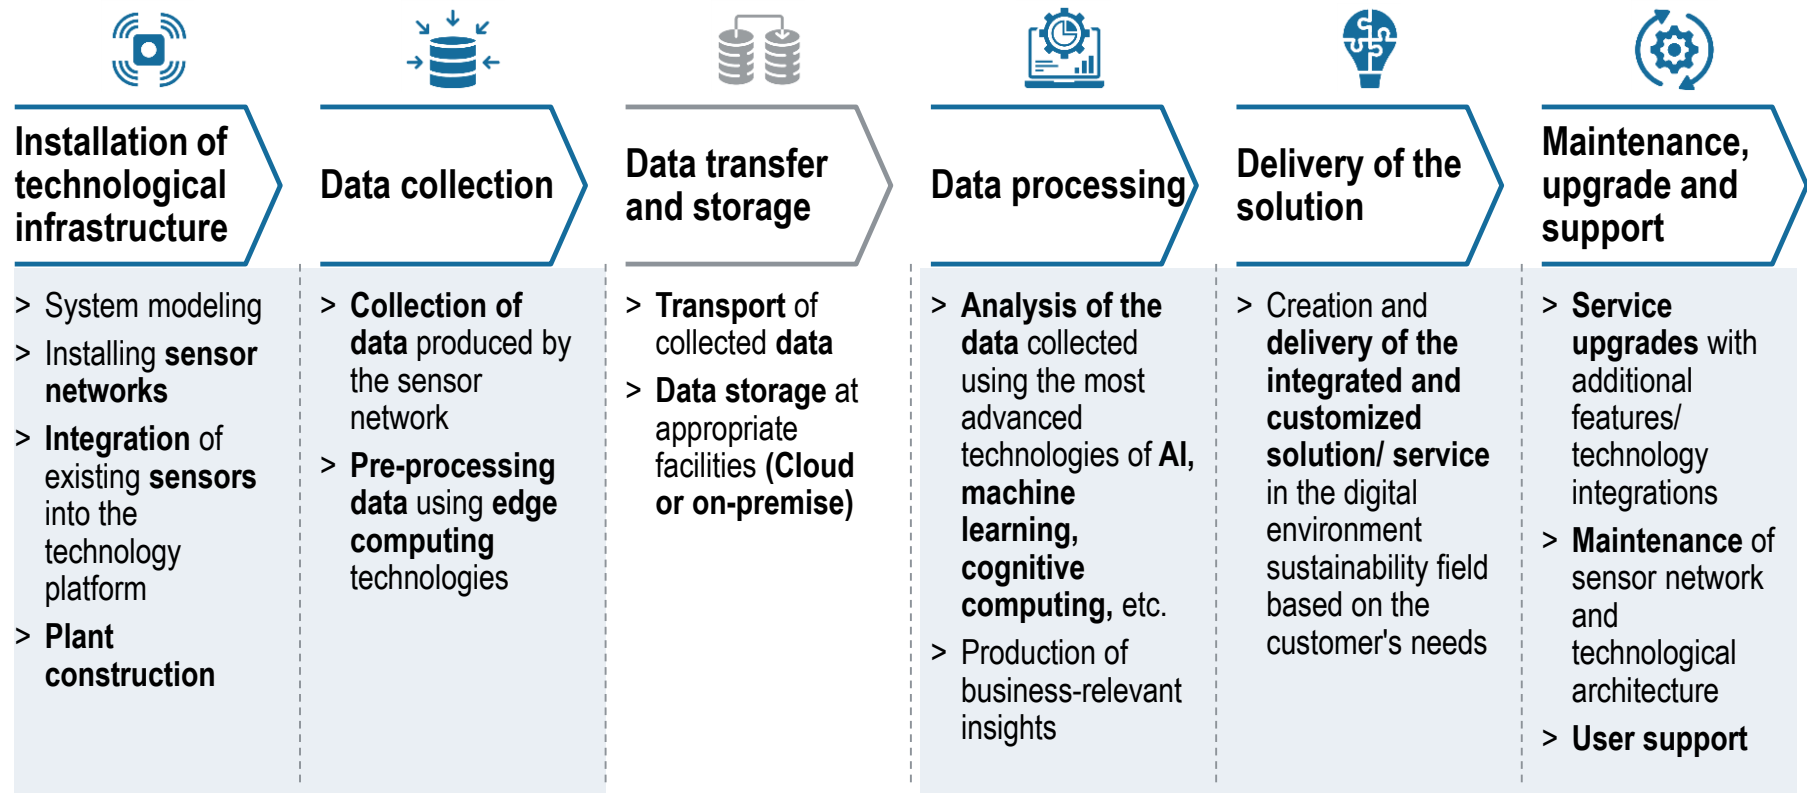 Installation of
technological
infrastructure
> System modeling
> Installing sensor
networks
> Integration of
existing sensors
into the
technology
platform
> Plant
construction
Data collection
> Collection of
data produced by
the sensor
network
> Pre-processing
data using edge
computing
technologies
Data transfer
and storage
> Transport of
collected data
> Data storage at
appropriate
facilities (Cloud
or on-premise)
Data processing
> Analysis of the
data collected
using the most
advanced
technologies of AI,
machine
learning,
cognitive
computing, etc.
> Production of
business-relevant
insights
Delivery of the
solution
> Creation and
delivery of the
integrated and
customized
solution/ service
in the digital
environment
sustainability field
based on the
customer's needs
Maintenance,
upgrade and
support
> Service
upgrades with
additional
features/
technology
integrations
> Maintenance of
sensor network
and
technological
architecture
> User support